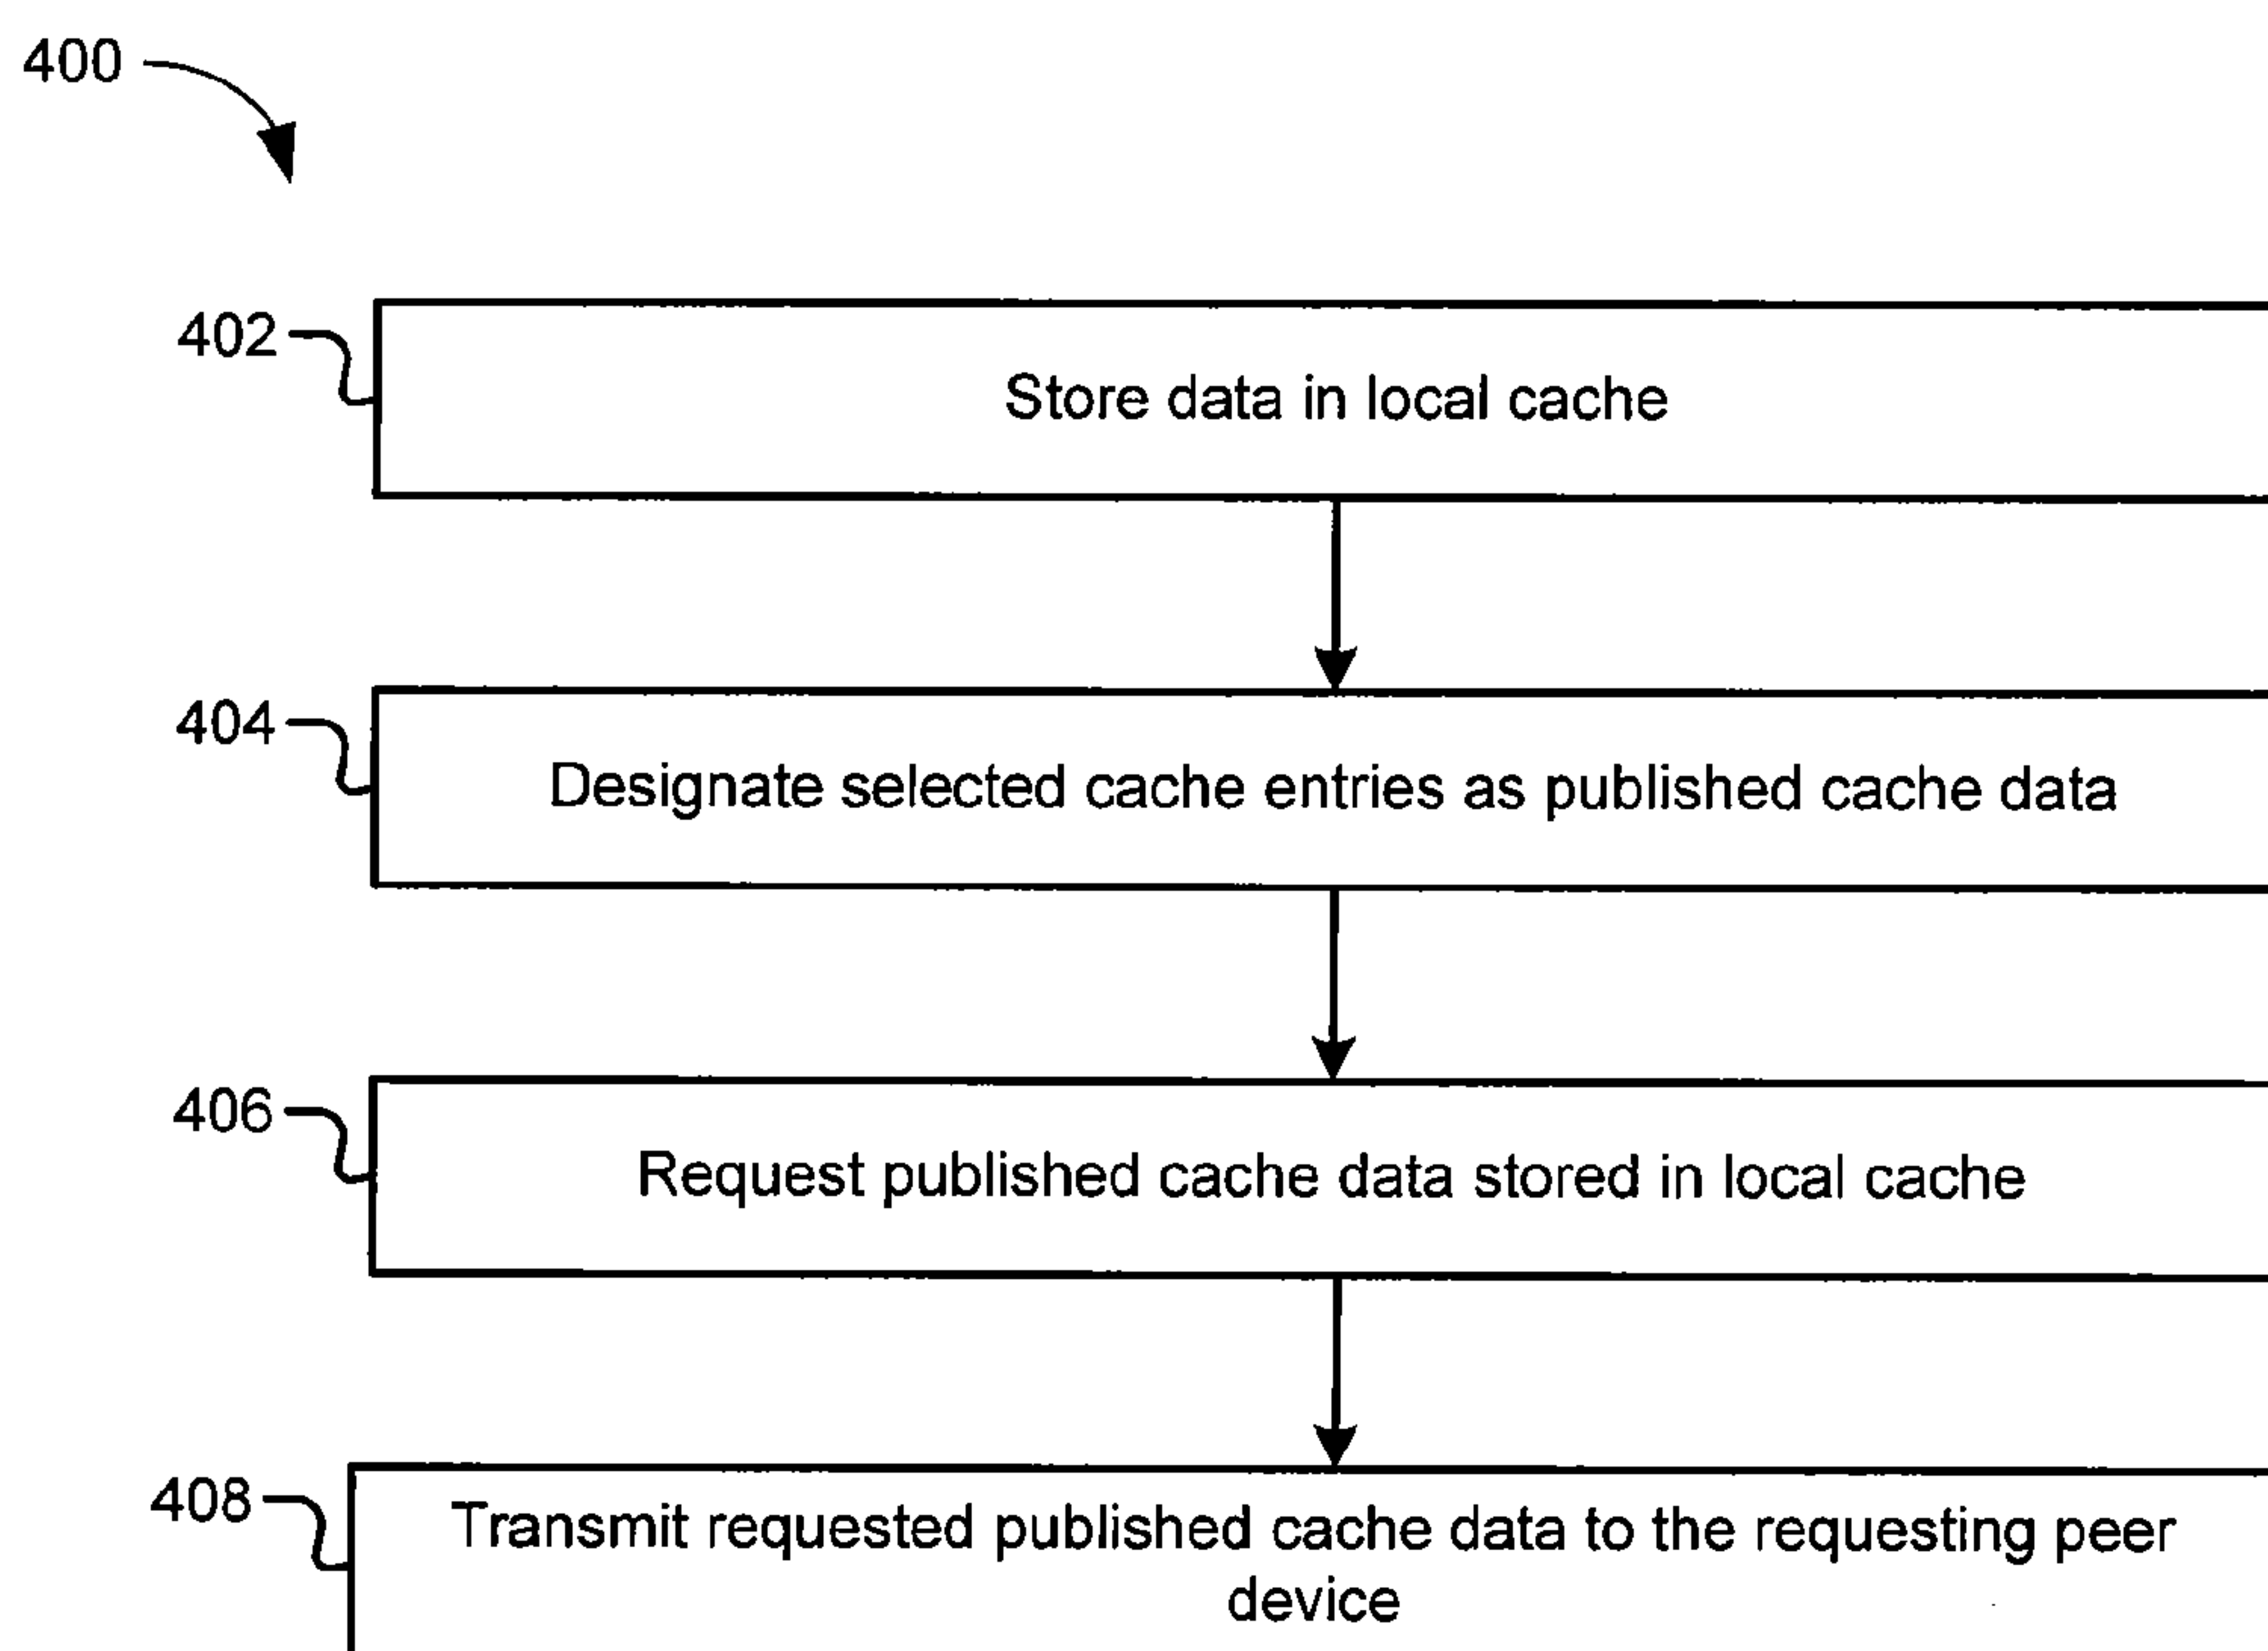 400
402
Store data in local cache
404
Designate selected cache entries as published cache data
406
Request published cache data stored in local cache
408
Transmit requested published cache data to the requesting peer
device